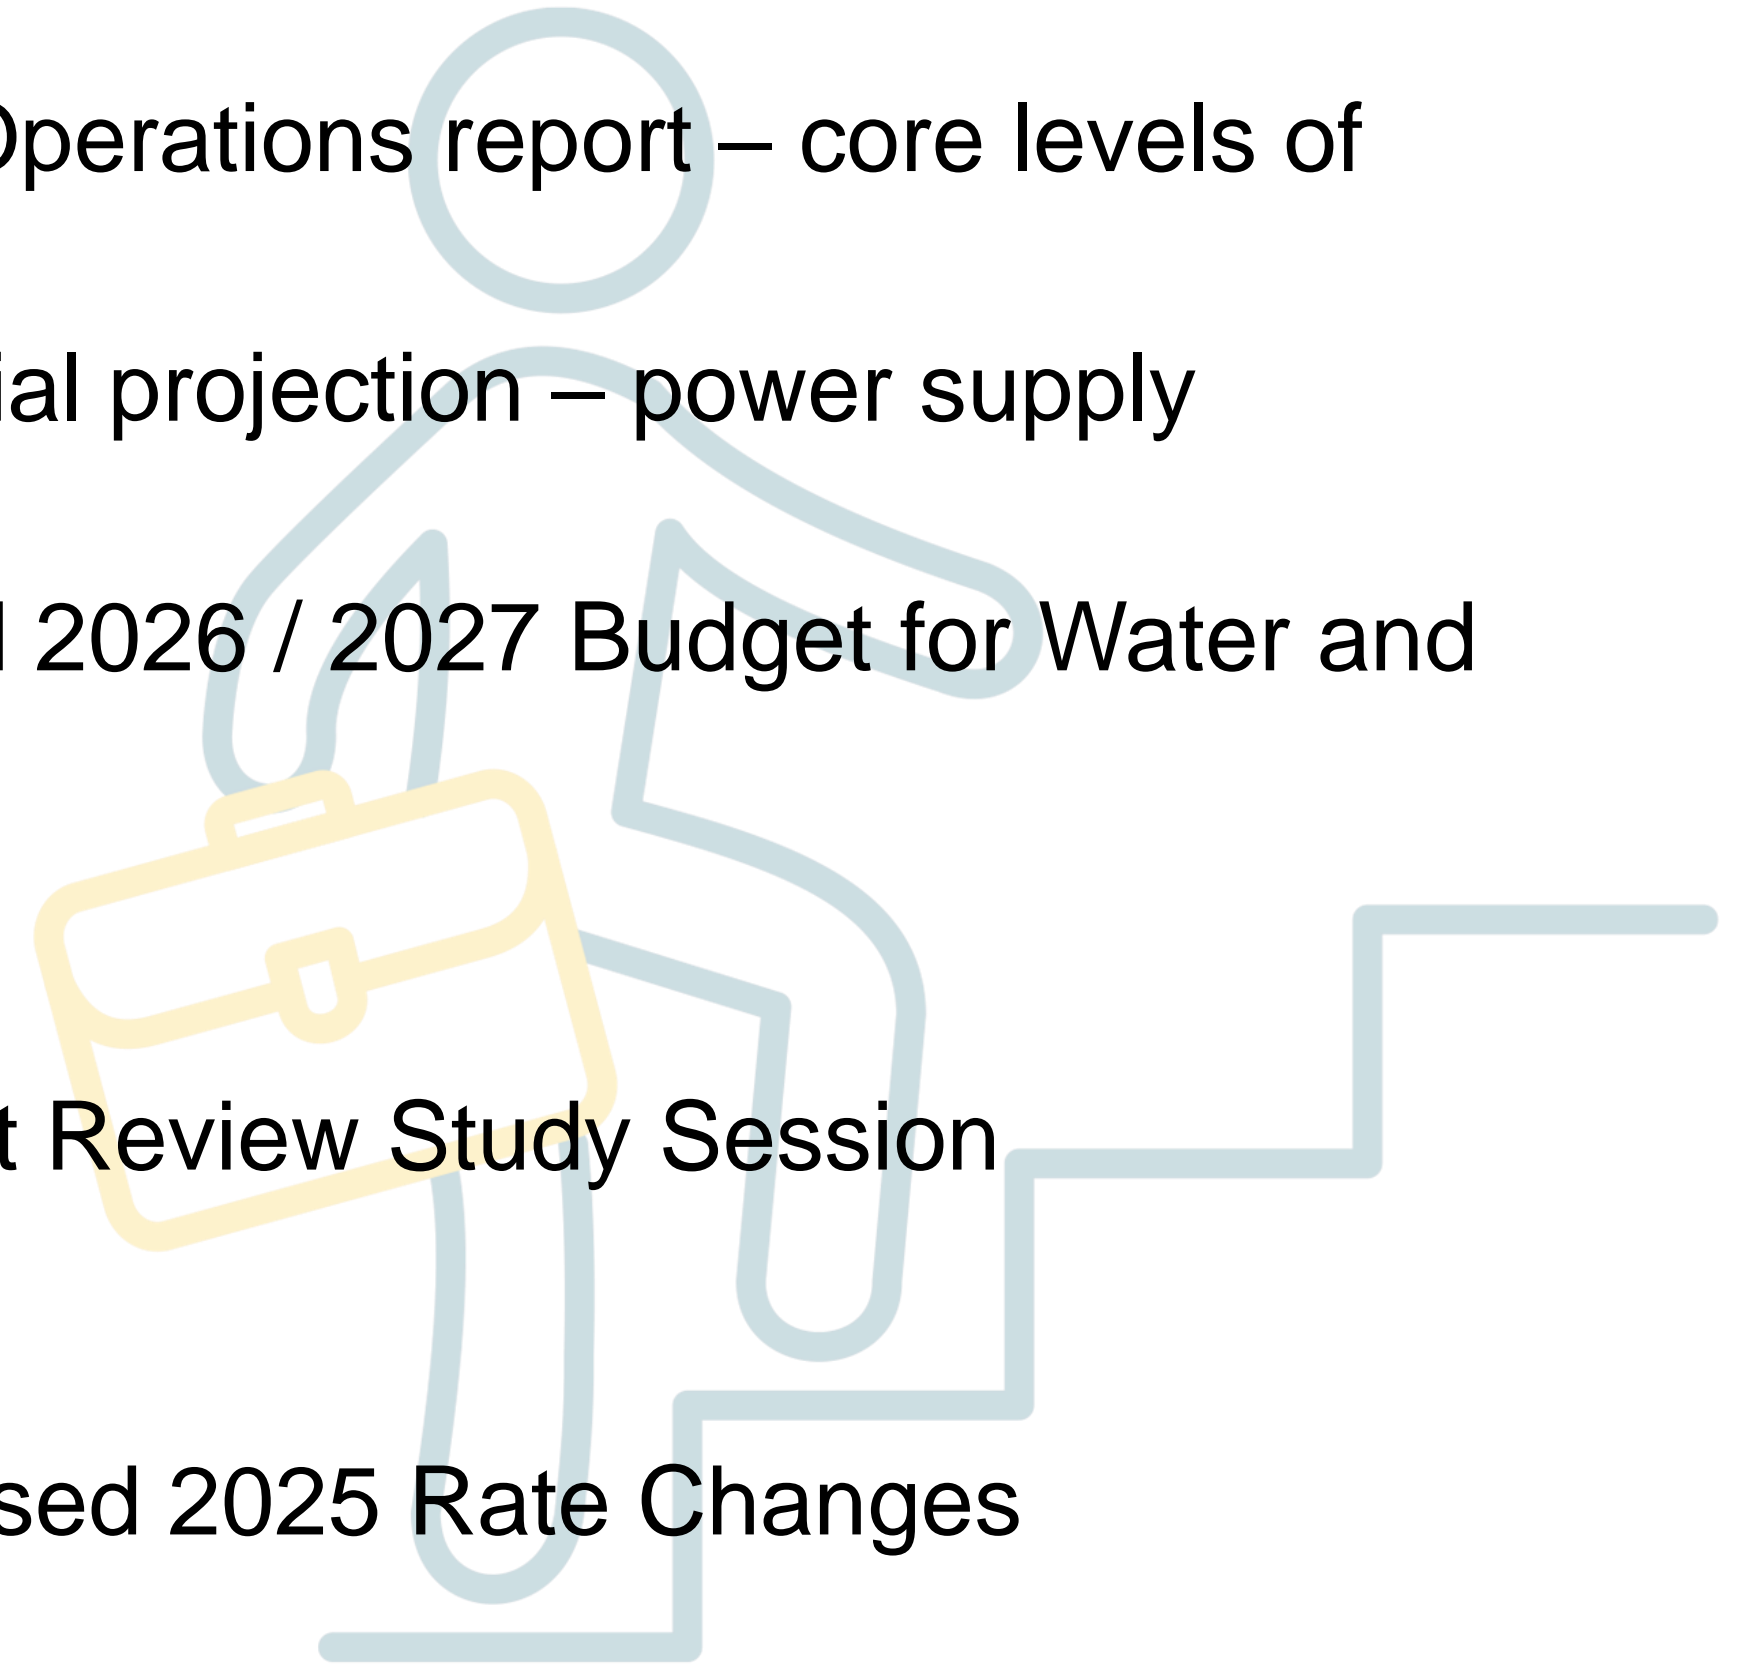 Operations report – core levels of
ial projection – power supply
2026 / 2027 Budget for Water and
t Review Study Session
sed 2025 Rate Changes